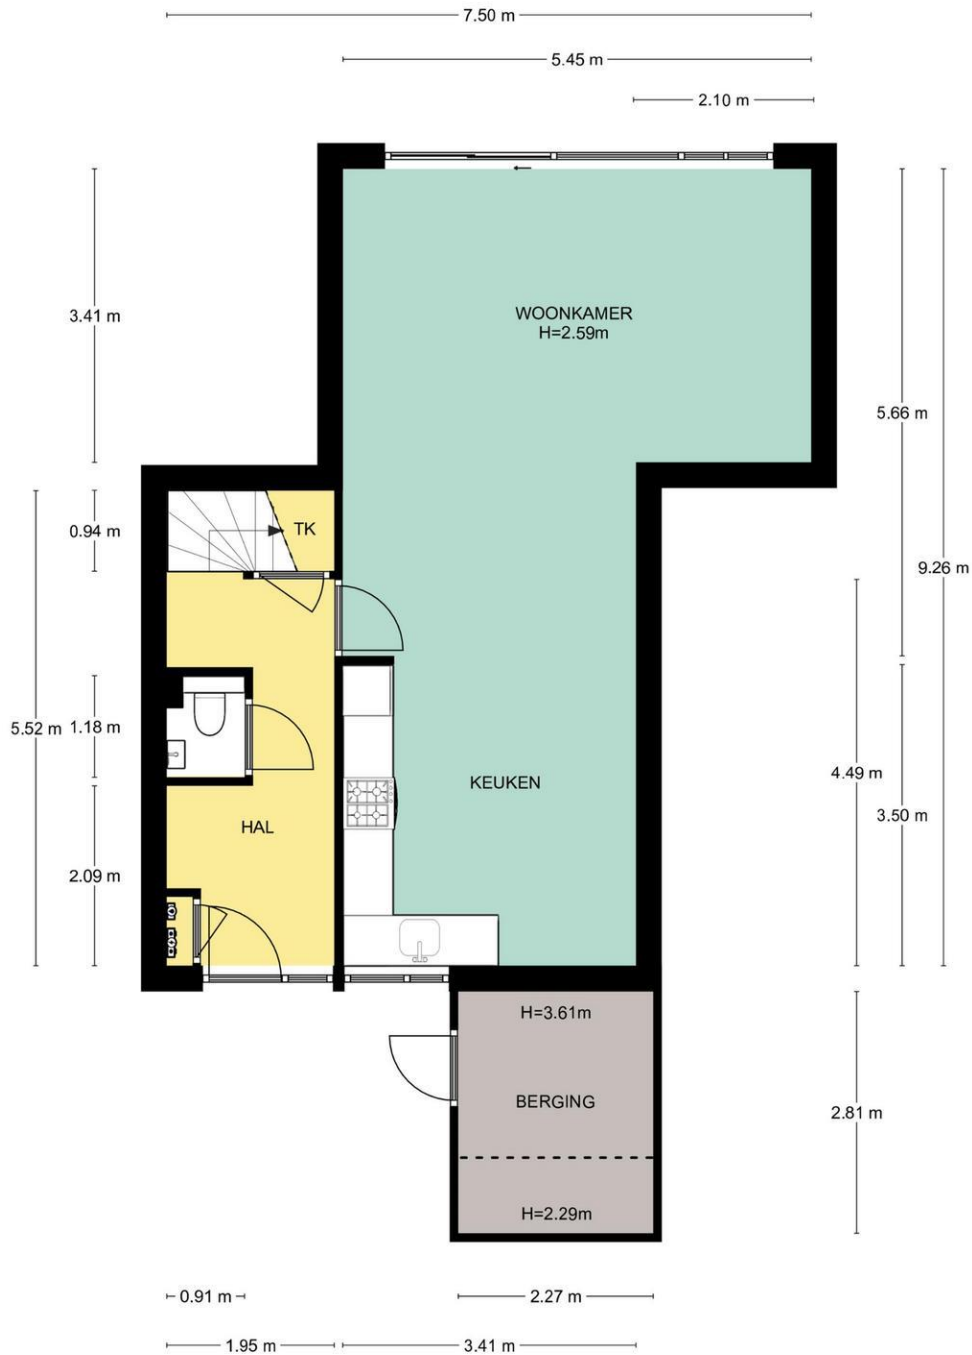 7.50 m
5.45 m
2.10 m
WOONKAMER
H=2.59m
3.41 m
5.66 m
TK
0.94 m
9.26 m
5.52 m
1.18 m
4.49 m
KEUKEN
3.50 m
HAL
2.09 m
H=3.61m
BERGING
2.81 m
H=2.29m
0.91 m
2.27 m
1.95 m
3.41 m